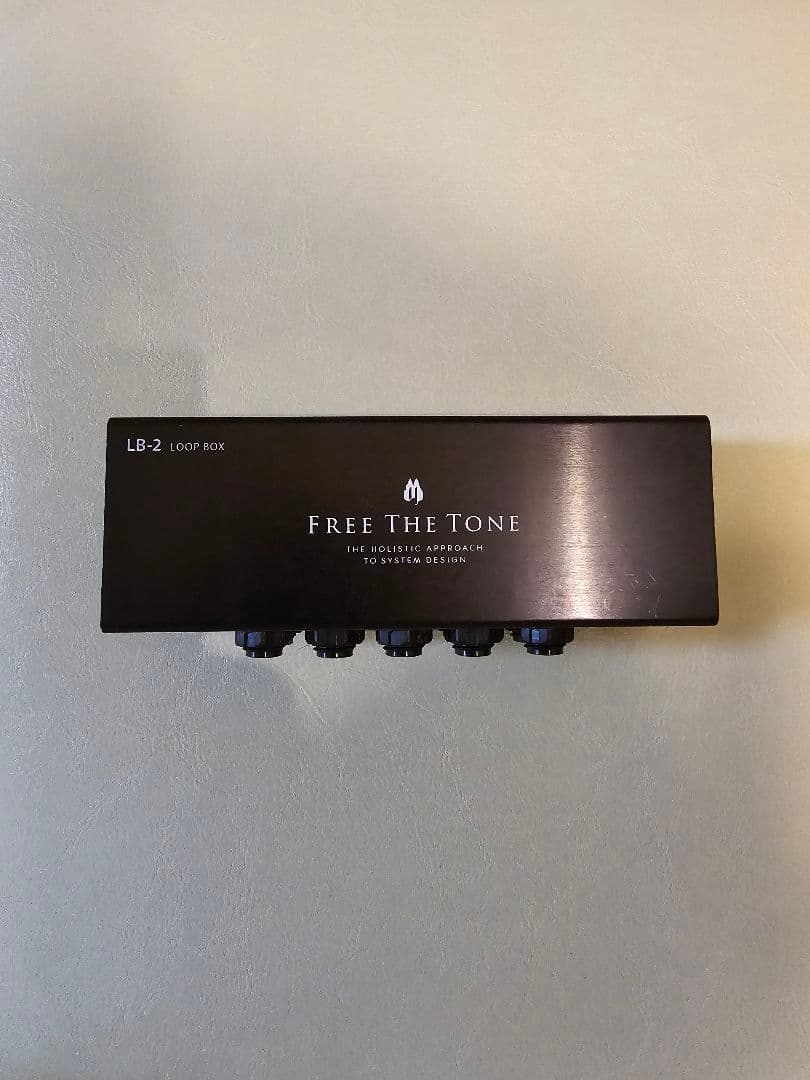 LB-2 LOOP BOX
FREE THE TONE
THE HOLISTIC APPROACH
TO SYSTEM DESIGN